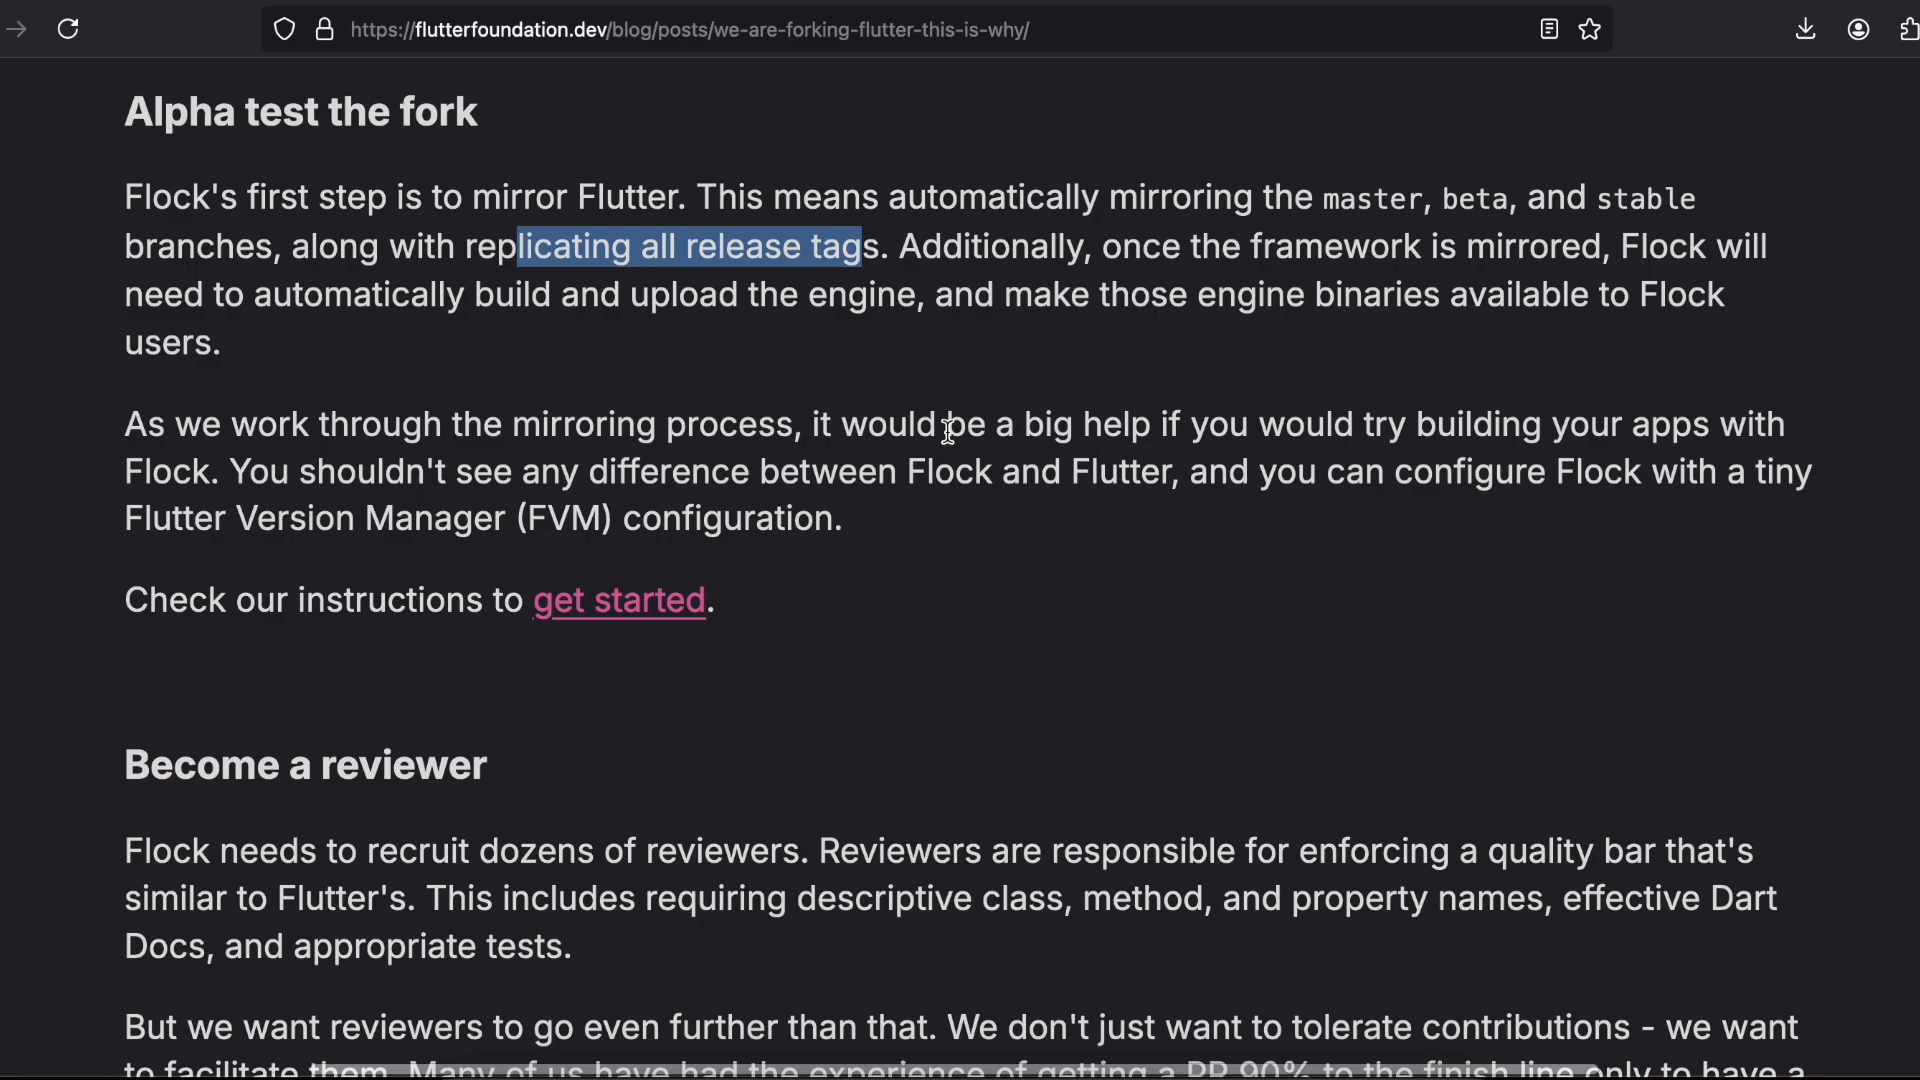 https://flutterfoundation.dev/blog/posts/we-are-forking-flutter-this-is-why/
Alpha test the fork
Flock's first step is to mirror Flutter. This means automatically mirroring the master, beta, and stable
branches, along with replicating all release tags. Additionally, once the framework is mirrored, Flock will
need to automatically build and upload the engine, and make those engine binaries available to Flock
users.
As we work through the mirroring process, it would be a big help if you would try building your apps with
Flock. You shouldn't see any difference between Flock and Flutter, and you can configure Flock with a tiny
Flutter Version Manager (FVM) configuration.
Check our instructions to get started.
Become a reviewer
Flock needs to recruit dozens of reviewers. Reviewers are responsible for enforcing a quality bar that's
similar to Flutter's. This includes requiring descriptive class, method, and property names, effective Dart
Docs, and appropriate tests.
But we want reviewers to go even further than that. We don't just want to tolerate contributions - we want
to facilitate them. Many of us have had the experience of getting a PR 90% to the finish line only to have a